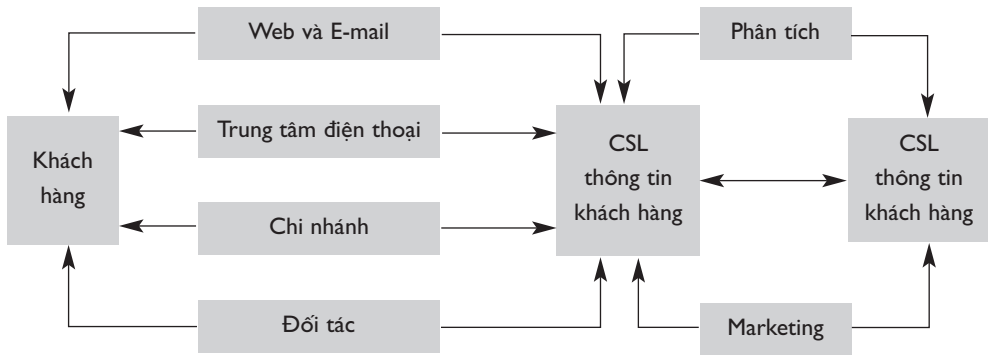 Web và E-mail
Phân tích
Trung tâm điện thoại
Khách
hàng
CSL
thông tin
khách hàng
CSL
thông tin
khách hàng
Chi nhánh
Đối tác
Marketing